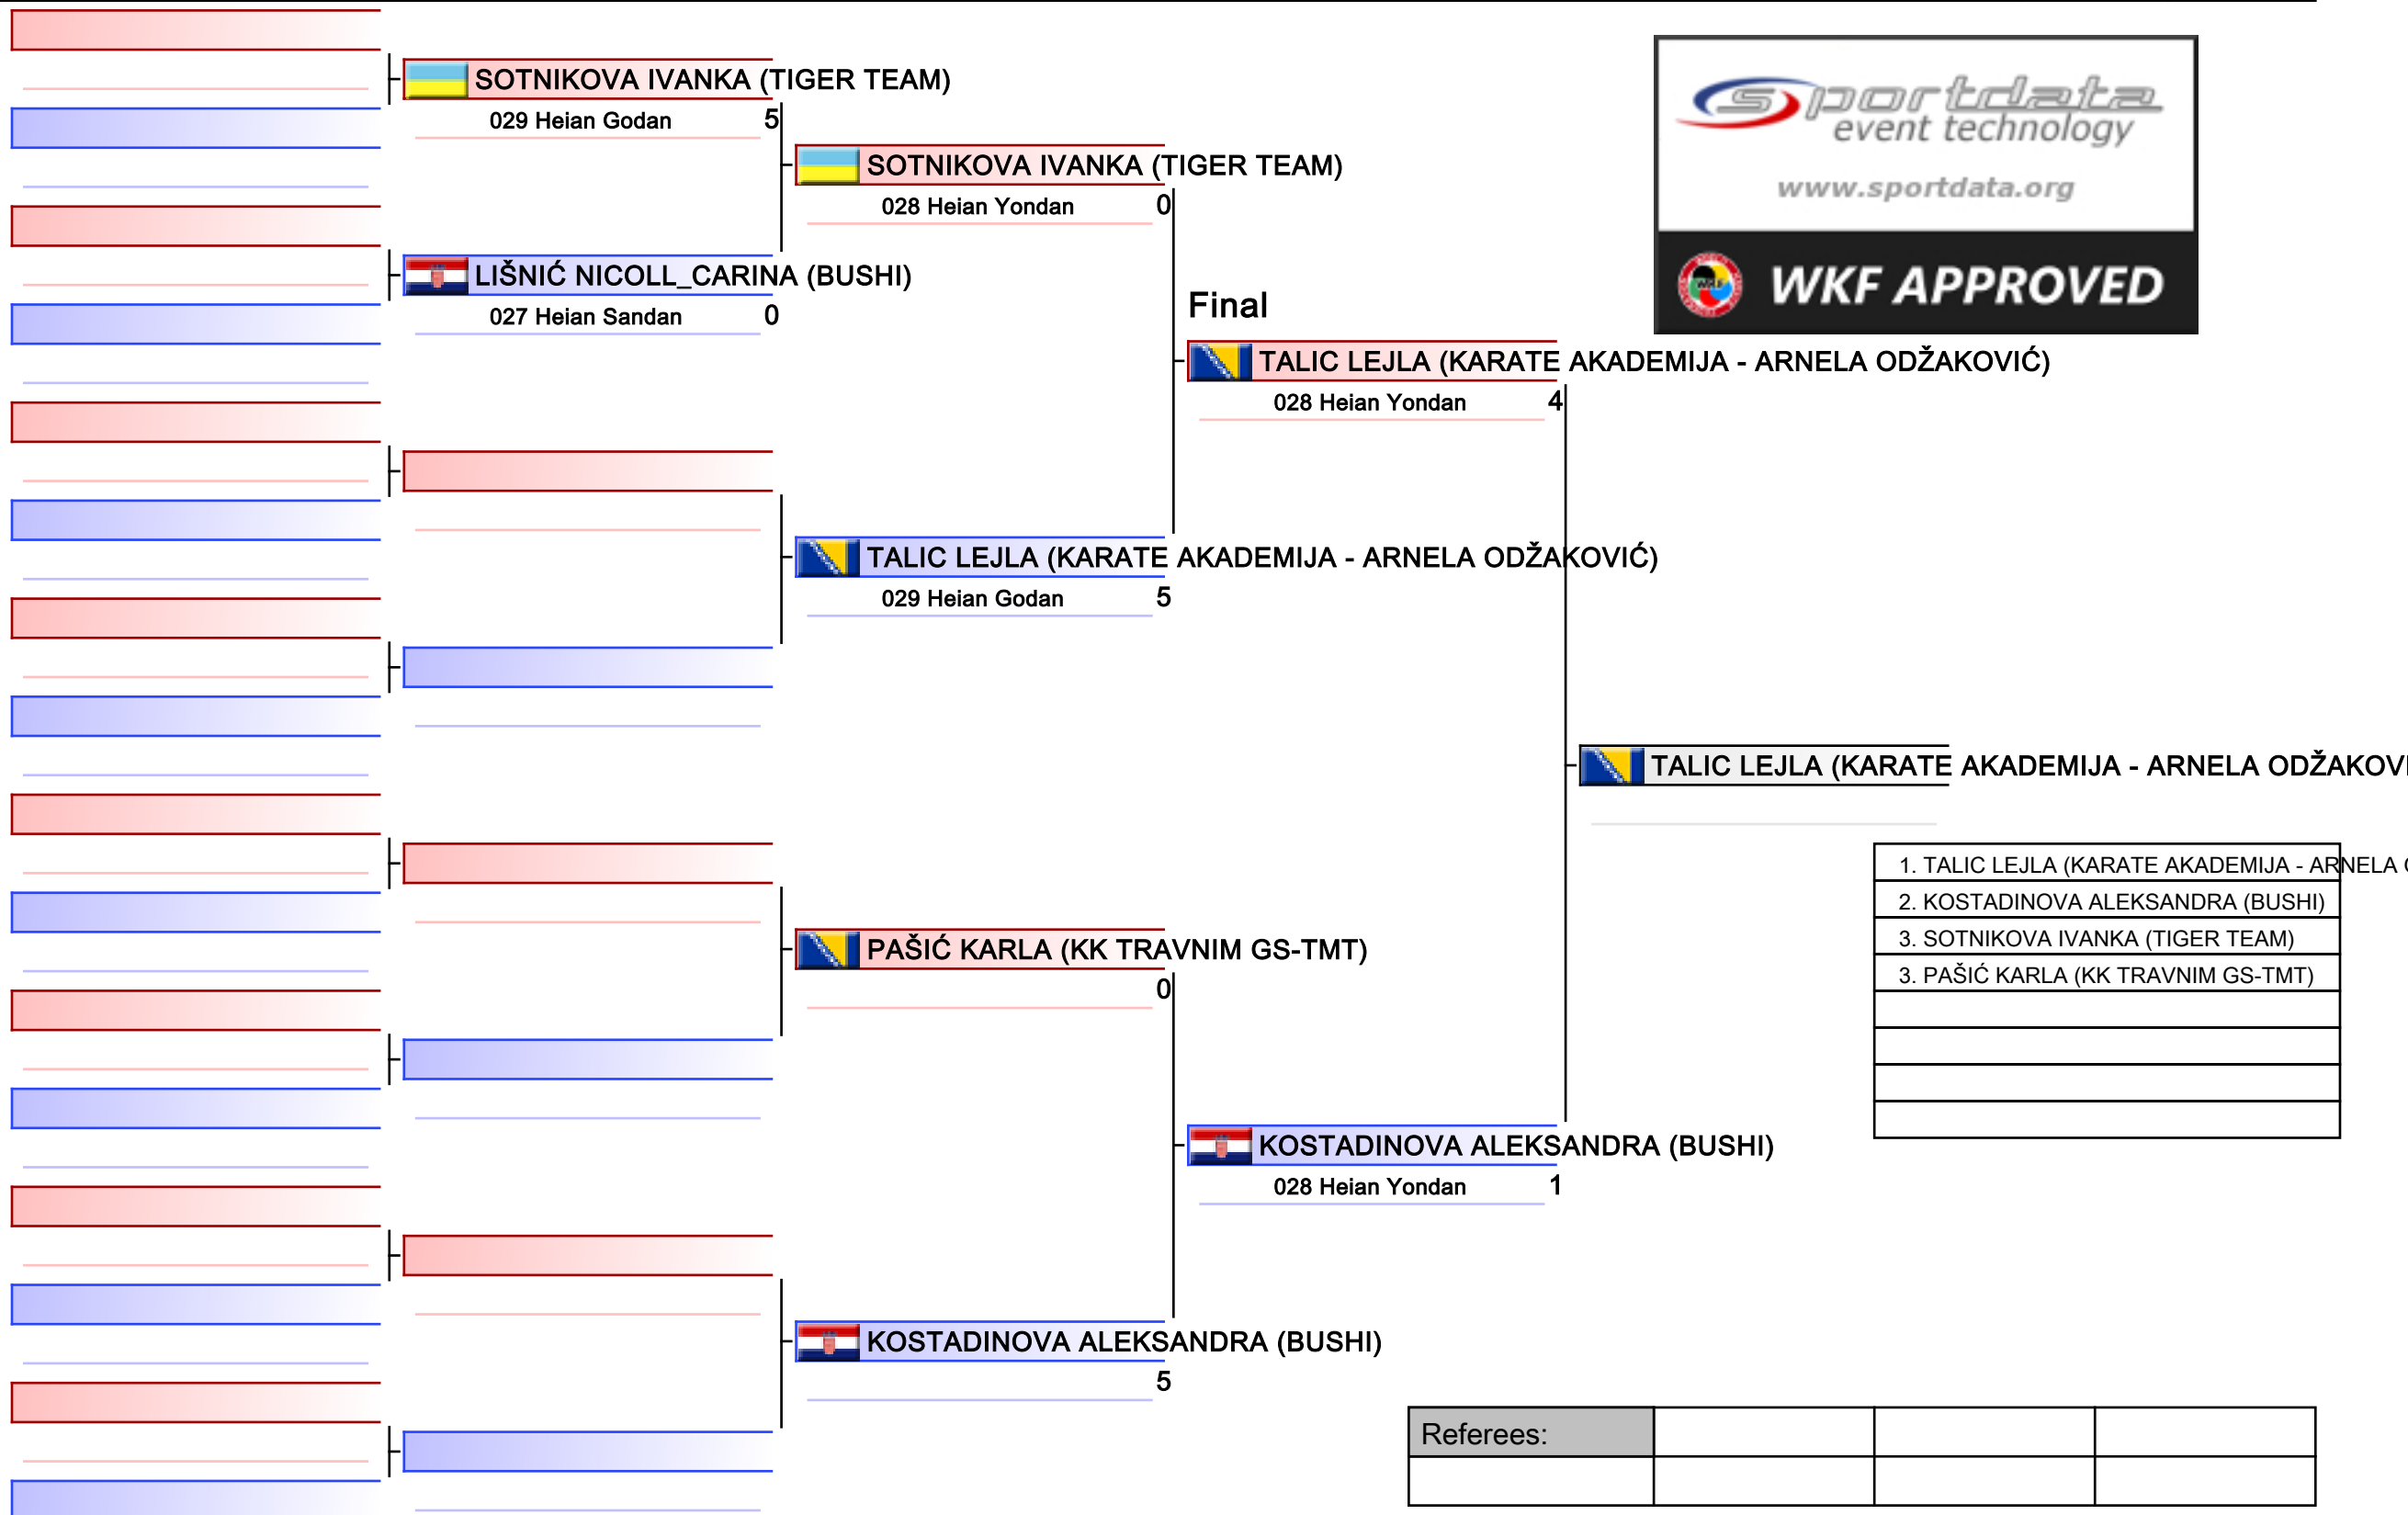 SOTNIKOVA IVANKA (TIGER TEAM)
029 Heian Godan 5
LIŠNIĆ NICOLL_CARINA (BUSHI)
027 Heian Sandan 0
SOTNIKOVA IVANKA (TIGER TEAM)
028 Heian Yondan 0
TALIC LEJLA (KARATE AKADEMIJA - ARNELA ODŽAKOVIĆ)
029 Heian Godan 5
PAŠIĆ KARLA (KK TRAVNIM GS-TMT)
0
KOSTADINOVA ALEKSANDRA (BUSHI)
5
Final
TALIC LEJLA (KARATE AKADEMIJA - ARNELA ODŽAKOVIĆ)
028 Heian Yondan 4
KOSTADINOVA ALEKSANDRA (BUSHI)
028 Heian Yondan 1
sportdata
event technology
www.sportdata.org
WKF
WKF APPROVED
TALIC LEJLA (KARATE AKADEMIJA - ARNELA ODŽAKOVI
1. TALIC LEJLA (KARATE AKADEMIJA - ARNELA
2. KOSTADINOVA ALEKSANDRA (BUSHI)
3. SOTNIKOVA IVANKA (TIGER TEAM)
3. PAŠIĆ KARLA (KK TRAVNIM GS-TMT)
Referees: